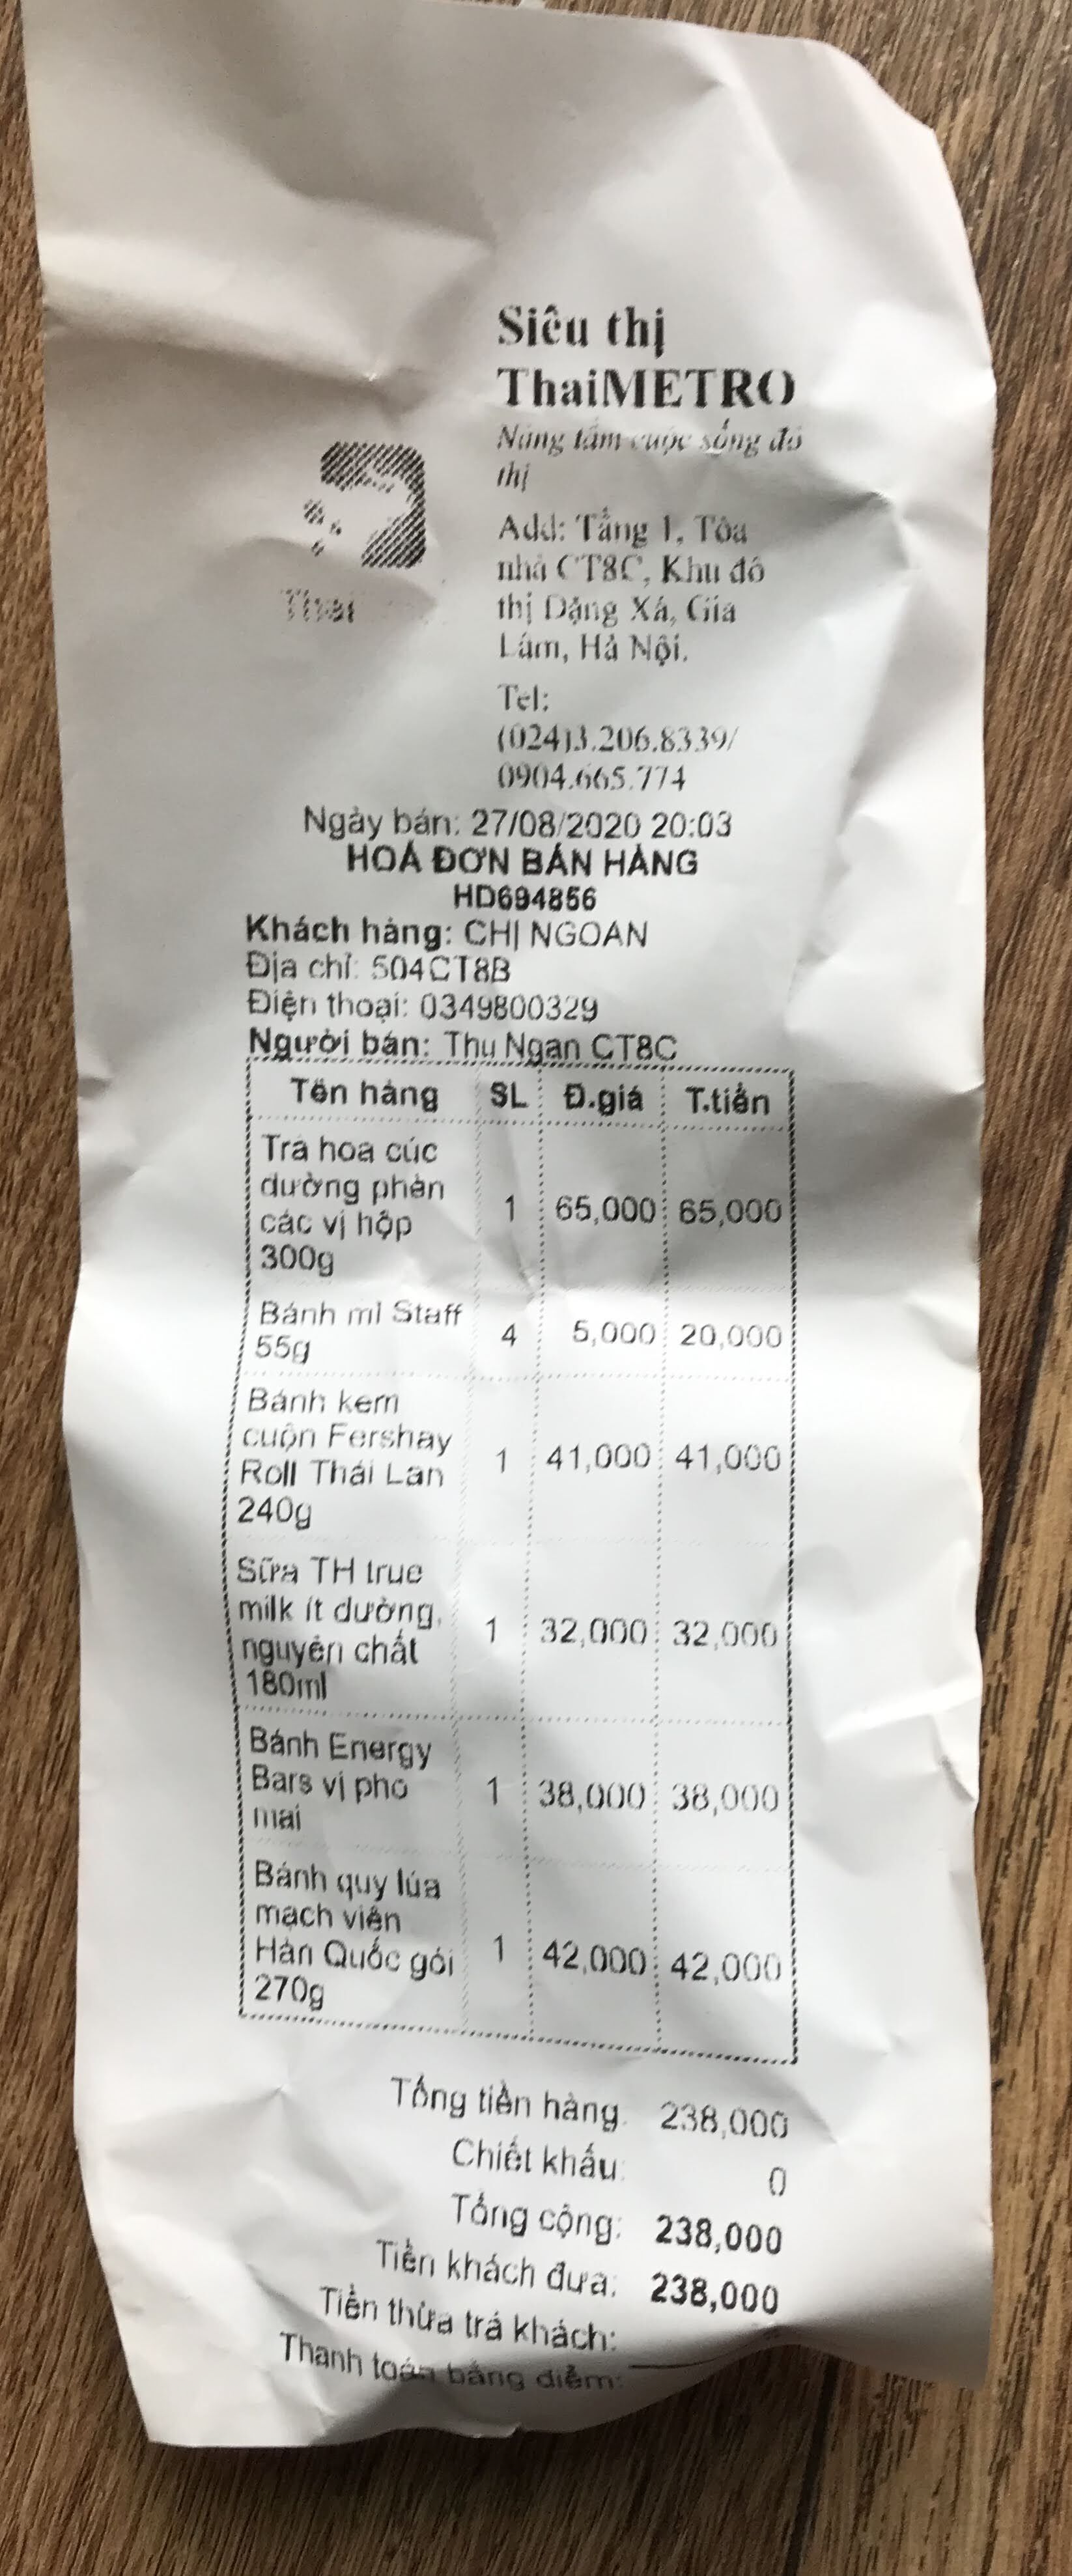 Siêu thị
ThaiMETRO
Nâng tầm cuộc sống đô
thị
Thai
Add: Tầng 1, Tòa
nhà CT8C, Khu đô
thị Đặng Xá, Gia
Lâm, Hà Nội.
Tel:
(024)3.206.8339/
0904.665.774
Ngày bán: 27/08/2020 20:03
HOÁ ĐƠN BÁN HÀNG
HD694856
Khách hàng: CHỊ NGOAN
Địa chỉ: 504CT8B
Điện thoại: 0349800329
Người bán: Thu Ngan CT8C
Tên hàng SL Đ.giá T.tiền
Trà hoa cúc
đường phèn
các vị hộp
300g
1 65,000 65,000
Bánh mì Staff
55g
4 5,000 20,000
Bánh kem
cuộn Fershay
Roll Thái Lan
240g
1 41,000 41,000
Sữa TH true
milk ít đường,
nguyên chất
180ml
1 32,000 32,000
Bánh Energy
Bars vị pho
mai
1 38,000 38,000
Bánh quy lúa
mạch viên
Hàn Quốc gói
270g
1 42,000 42,000
Tổng tiền hàng: 238,000
Chiết khấu: 0
Tổng cộng: 238,000
Tiền khách đưa: 238,000
Tiền thừa trả khách:
Thanh toán bằng điểm: